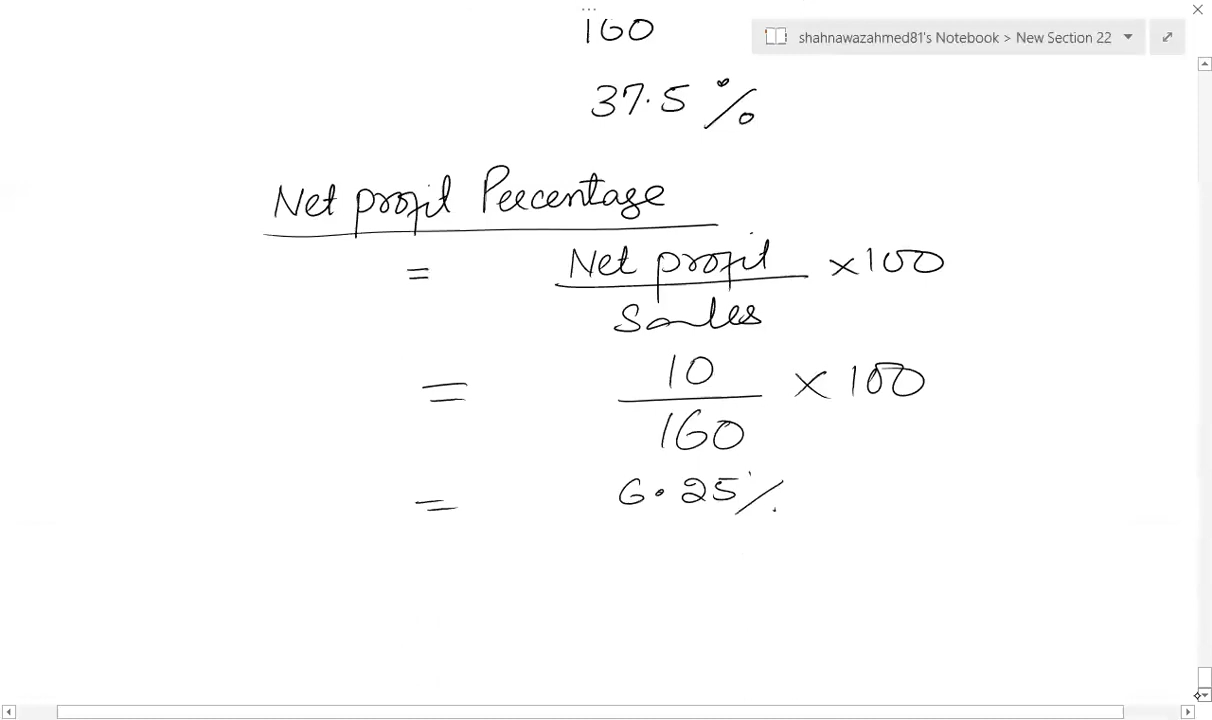 160
shahnawazahmed81's Notebook > New Section 22
37.5 %
Net profit Percentage
= Net profit × 100
Sales
= 10 × 100
160
= 6.25%